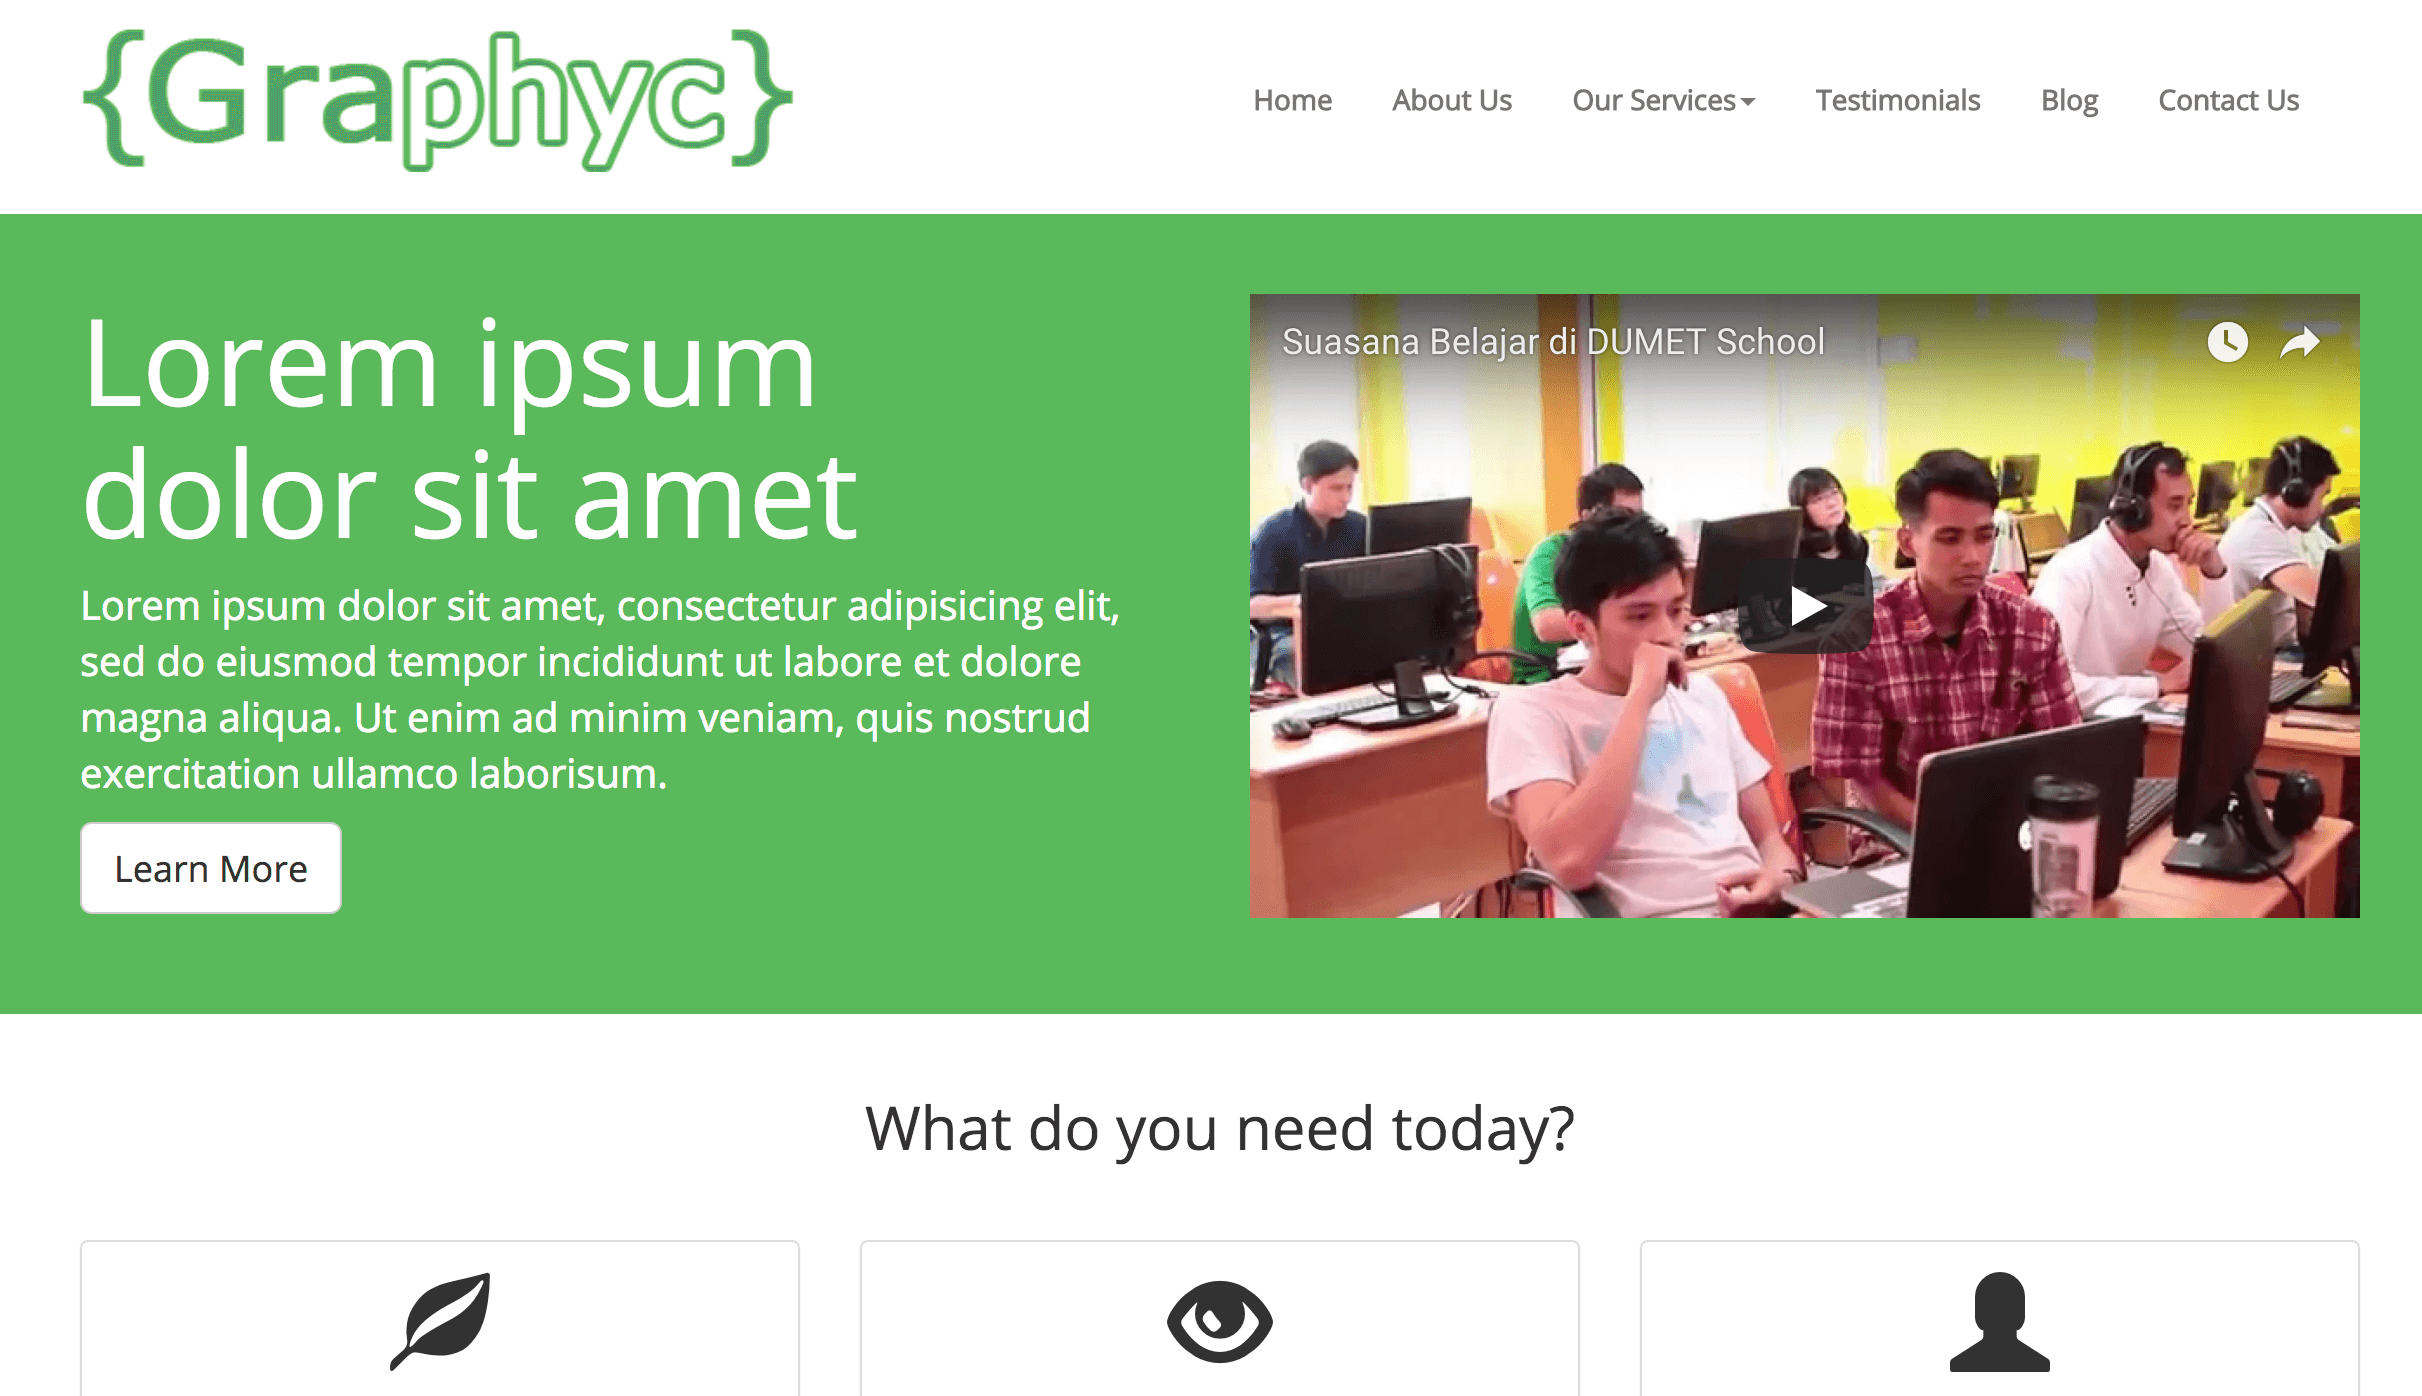 {Graphyc}
Home About Us Our Services Testimonials Blog Contact Us
Lorem ipsum
dolor sit amet
Lorem ipsum dolor sit amet, consectetur adipisicing elit,
sed do eiusmod tempor incididunt ut labore et dolore
magna aliqua. Ut enim ad minim veniam, quis nostrud
exercitation ullamco laborisum.
Learn More
Suasana Belajar di DUMET School
What do you need today?